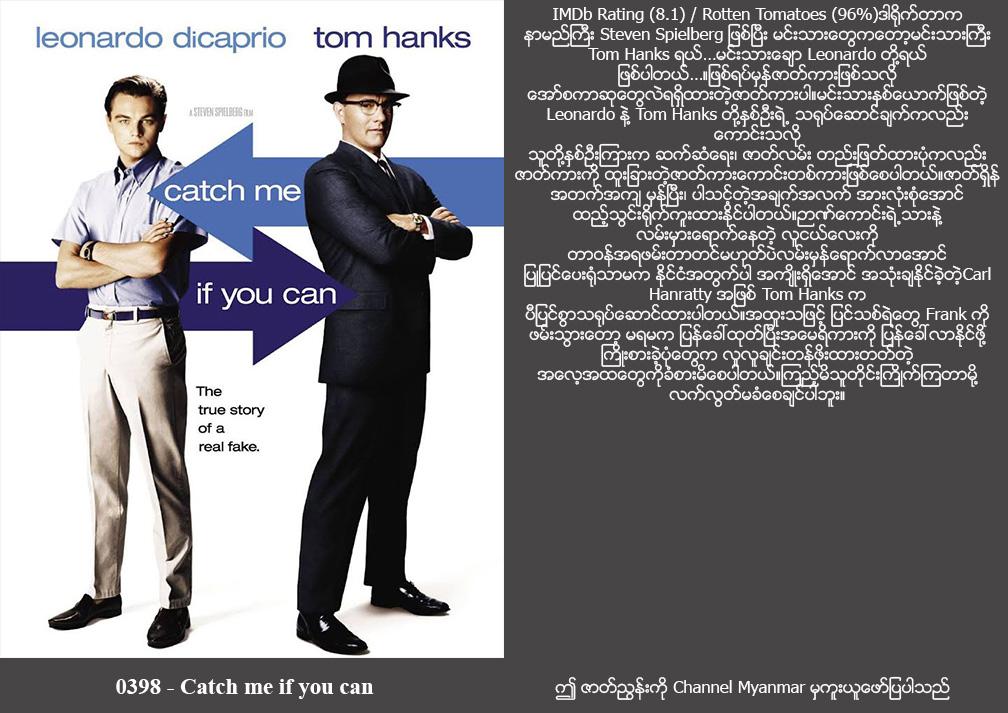 leonardo dicaprio tom hanks
A STEVEN SPIELBERG FILM
catch me
if you can
The
true story
of a
real fake.
0398 - Catch me if you can
IMDb Rating (8.1) / Rotten Tomatoes (96%)ဒါရိုက်တာက
နာမည်ကြီး Steven Spielberg ဖြစ်ပြီး မင်းသားတွေကတော့မင်းသားကြီး
Tom Hanks ရယ်...မင်းသားချော Leonardo တို့ရယ်
ဖြစ်ပါတယ်...။ဖြစ်ရပ်မှန်ဇာတ်ကားဖြစ်သလို
အော်စကာဆုတွေလဲရရှိထားတဲ့ဇာတ်ကားပါ။မင်းသားနှစ်ယောက်ဖြစ်တဲ့
Leonardo နဲ့ Tom Hanks တို့နှစ်ဦးရဲ့ သရုပ်ဆောင်ချက်ကလည်း
ကောင်းသလို
သူတို့နှစ်ဦးကြားက ဆက်ဆံရေး၊ ဇာတ်လမ်း တည်းဖြတ်ထားပုံကလည်း
ဇာတ်ကားကို ထူးခြားတဲ့ဇာတ်ကားကောင်းတစ်ကားဖြစ်စေပါတယ်။ဇာတ်ရှိန်
အတက်အကျ မှန်ပြီး၊ ပါသင့်တဲ့အချက်အလက် အားလုံးစုံအောင်
ထည့်သွင်းရိုက်ကူးထားနိုင်ပါတယ်။ဉာဏ်ကောင်းရဲ့သားနဲ့
လမ်းမှားရောက်နေတဲ့ လူငယ်လေးကို
တာဝန်အရဖမ်းတာတင်မဟုတ်ပဲလမ်းမှန်ရောက်လာအောင်
ပြုပြင်ပေးရုံသာမက နိုင်ငံအတွက်ပါ အကျိုးရှိအောင် အသုံးချနိုင်ခဲ့တဲ့Carl
Hanratty အဖြစ် Tom Hanks က
ပီပြင်စွာသရုပ်ဆောင်ထားပါတယ်။အထူးသဖြင့် ပြင်သစ်ရဲတွေ Frank ကို
ဖမ်းသွားတော့ မရမက ပြန်ခေါ်ထုတ်ပြီးအမေရိကားကို ပြန်ခေါ်လာနိုင်ဖို့
ကြိုးစားခဲ့ပုံတွေက လူလူချင်းတန်ဖိုးထားတတ်တဲ့
အလေ့အထတွေကိုခံစားမိစေပါတယ်။ကြည့်မိသူတိုင်းကြိုက်ကြတာမို့
လက်လွတ်မခံစေချင်ပါဘူး။
ဤ ဇာတ်ညွှန်းကို Channel Myanmar မှကူးယူဖော်ပြပါသည်